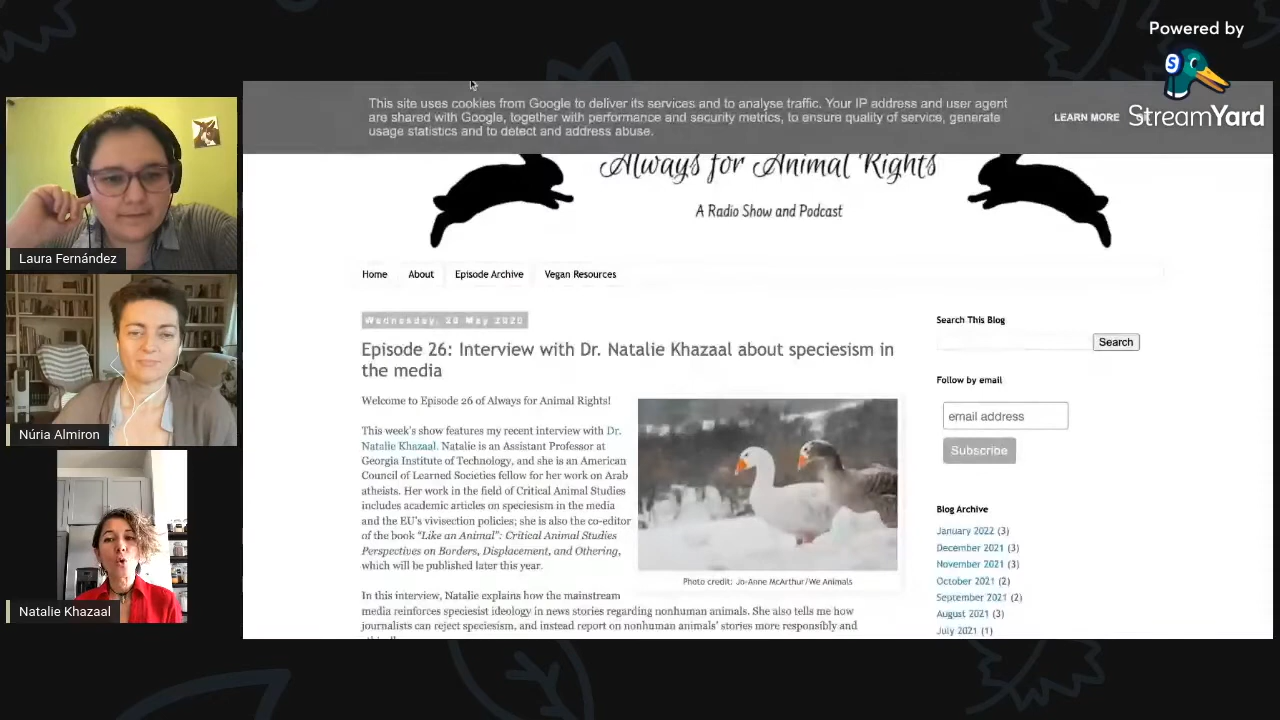 Powered by
StreamYard
This site uses cookies from Google to deliver its services and to analyse traffic. Your IP address and user agent
are shared with Google, together with performance and security metrics, to ensure quality of service, generate
usage statistics and to detect and address abuse.
LEARN MORE
Always for Animal Rights
A Radio Show and Podcast
Home About Episode Archive Vegan Resources
Wednesday, 20 May 2020
Episode 26: Interview with Dr. Natalie Khazaal about speciesism in
the media
Welcome to Episode 26 of Always for Animal Rights!
This week's show features my recent interview with Dr.
Natalie Khazaal. Natalie is an Assistant Professor at
Georgia Institute of Technology, and she is an American
Council of Learned Societies fellow for her work on Arab
atheists. Her work in the field of Critical Animal Studies
includes academic articles on speciesism in the media
and the EU's vivisection policies; she is also the co-editor
of the book "Like an Animal": Critical Animal Studies
Perspectives on Borders, Displacement, and Othering,
which will be published later this year.
Photo credit: Jo-Anne McArthur/We Animals
In this interview, Natalie explains how the mainstream
media reinforces speciesist ideology in news stories regarding nonhuman animals. She also tells me how
journalists can reject speciesism, and instead report on nonhuman animals' stories more responsibly and
Search This Blog
Search
Follow by email
email address
Subscribe
Blog Archive
January 2022 (3)
December 2021 (3)
November 2021 (3)
October 2021 (2)
September 2021 (2)
August 2021 (3)
July 2021 (1)
Laura Fernández
Núria Almiron
Natalie Khazaal